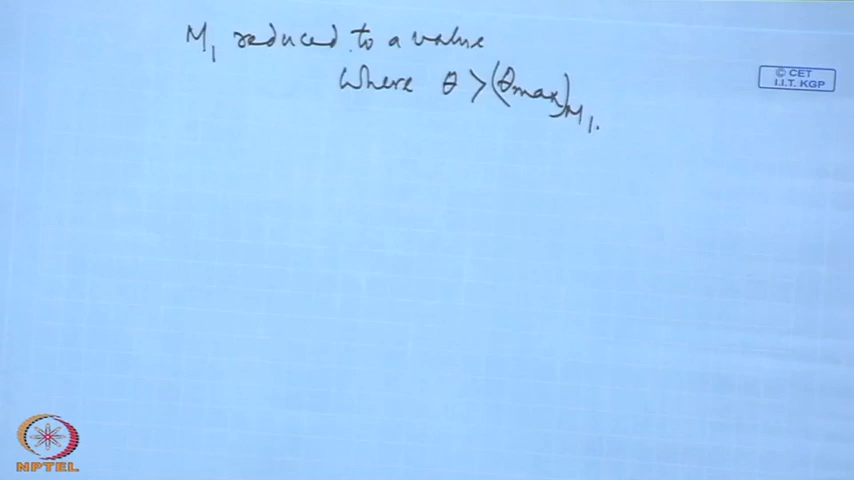 M₁ reduced to a value
where θ > (θmax)M₁.
© CET
I.I.T. KGP
NPTEL